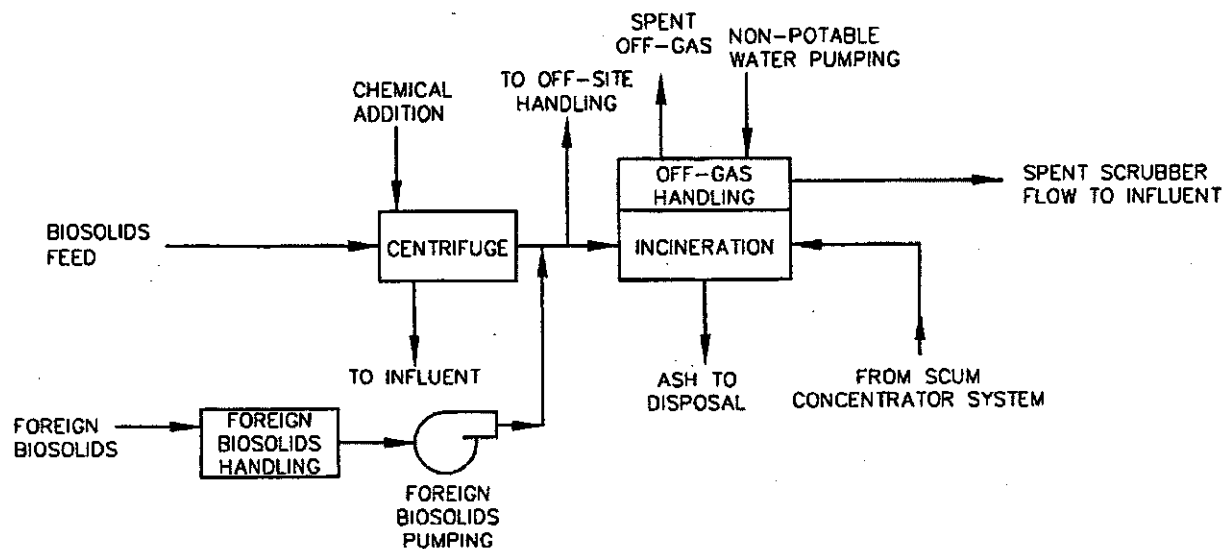 SPENT
OFF-GAS
NON-POTABLE
WATER PUMPING
TO OFF-SITE
HANDLING
CHEMICAL
ADDITION
OFF-GAS
HANDLING
SPENT SCRUBBER
FLOW TO INFLUENT
BIOSOLIDS
FEED
CENTRIFUGE
INCINERATION
TO INFLUENT
ASH TO
DISPOSAL
FROM SCUM
CONCENTRATOR SYSTEM
FOREIGN
BIOSOLIDS
FOREIGN
BIOSOLIDS
HANDLING
FOREIGN
BIOSOLIDS
PUMPING